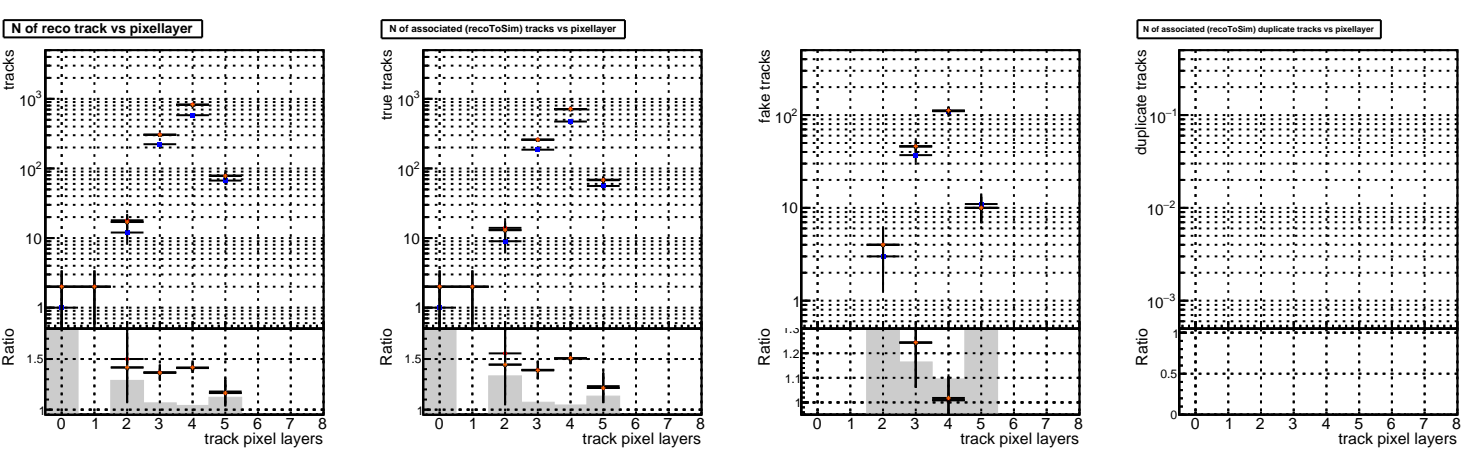 N of reco track vs pixellayer
tracks
10³
10²
10
1
Ratio
1.5
1
0 1 2 3 4 5 6 7 8
track pixel layers
N of associated (recoToSim) tracks vs pixellayer
true tracks
10³
10²
10
1
Ratio
1.5
1
0 1 2 3 4 5 6 7 8
track pixel layers
fake tracks
10²
10
1
Ratio
1.3
1.2
1.1
1
0 1 2 3 4 5 6 7 8
track pixel layers
N of associated (recoToSim) duplicate tracks vs pixellayer
duplicate tracks
10⁻¹
10⁻²
10⁻³
Ratio
1
0.5
0
0 1 2 3 4 5 6 7 8
track pixel layers